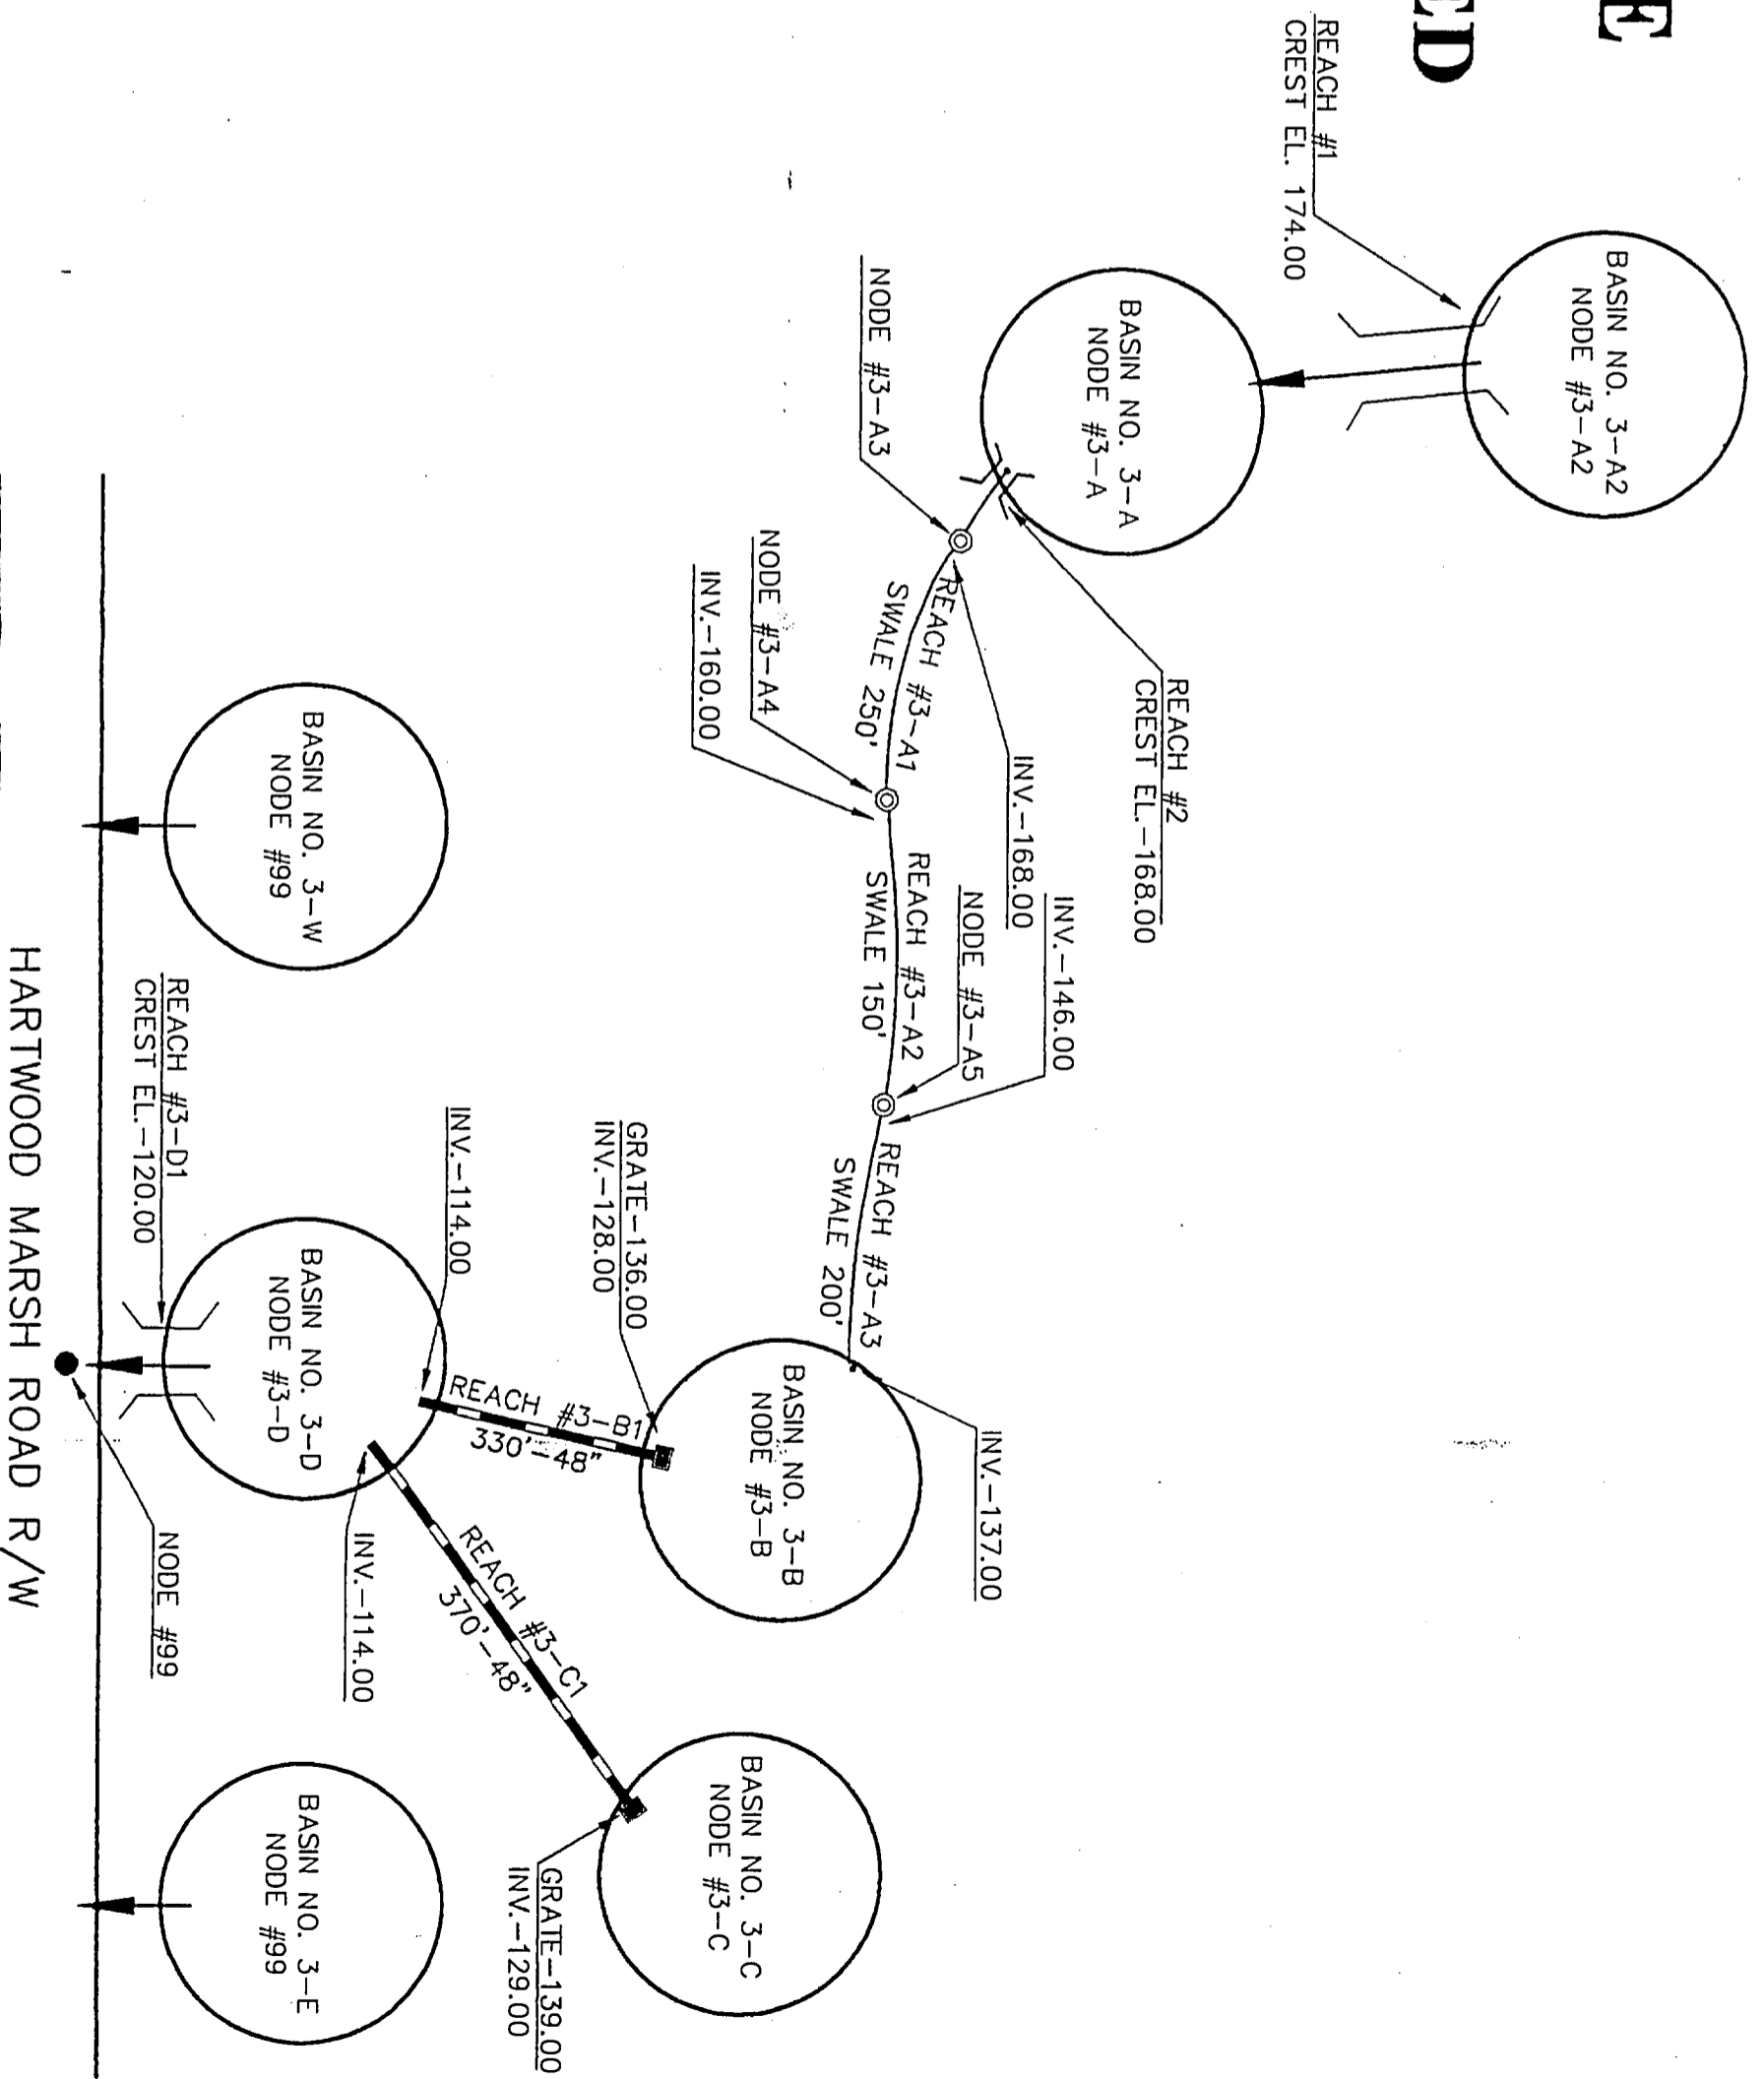 BASIN NO. 3-A2
NODE #3-A2
REACH #1
CREST EL. 174.00
BASIN NO. 3-A
NODE #3-A
REACH #2
CREST EL.-168.00
NODE #3-A3
INV.-168.00
REACH #3-A1
SWALE 250'
NODE #3-A4
INV.-160.00
REACH #3-A2
SWALE 150'
NODE #3-A5
INV.-146.00
REACH #3-A3
SWALE 200'
INV.-137.00
BASIN NO. 3-B
NODE #3-B
GRATE-136.00
INV.-128.00
REACH #3-B1
330'-48"
INV.-114.00
BASIN NO. 3-C
NODE #3-C
GRATE-139.00
INV.-129.00
REACH #3-C1
370'-48"
INV.-114.00
BASIN NO. 3-W
NODE #99
BASIN NO. 3-D
NODE #3-D
REACH #3-D1
CREST EL.-120.00
NODE #99
BASIN NO. 3-E
NODE #99
HARTWOOD MARSH ROAD R/W